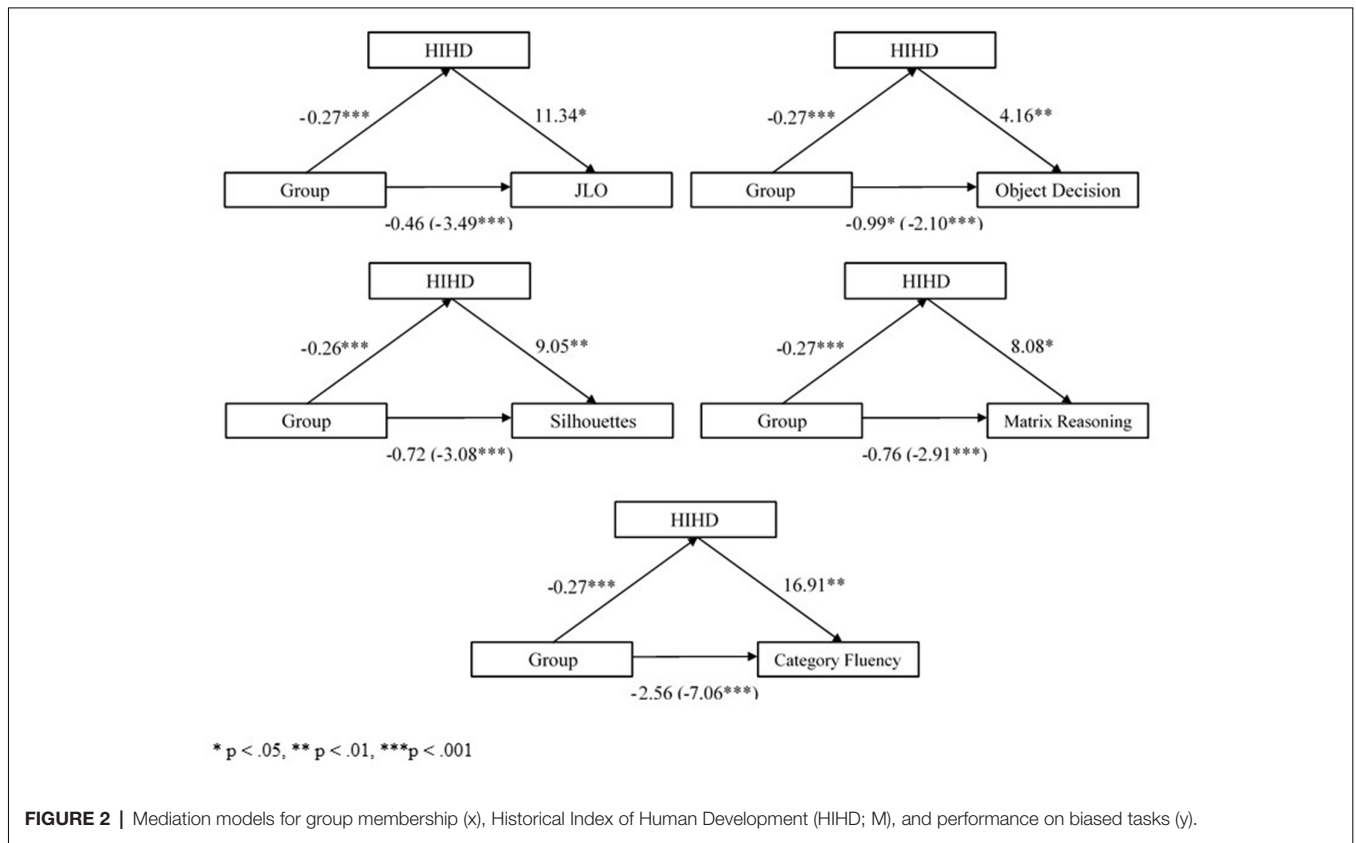 HIHD
HIHD
-0.27***
11.34*
-0.27***
4.16**
Group
JLO
Group
Object Decision
-0.46 (-3.49***)
-0.99* (-2.10***)
HIHD
HIHD
-0.26***
9.05**
-0.27***
8.08*
Group
Silhouettes
Group
Matrix Reasoning
-0.72 (-3.08***)
-0.76 (-2.91***)
HIHD
-0.27***
16.91**
Group
Category Fluency
-2.56 (-7.06***)
* p < .05, ** p < .01, ***p < .001
FIGURE 2 | Mediation models for group membership (x), Historical Index of Human Development (HIHD; M), and performance on biased tasks (y).